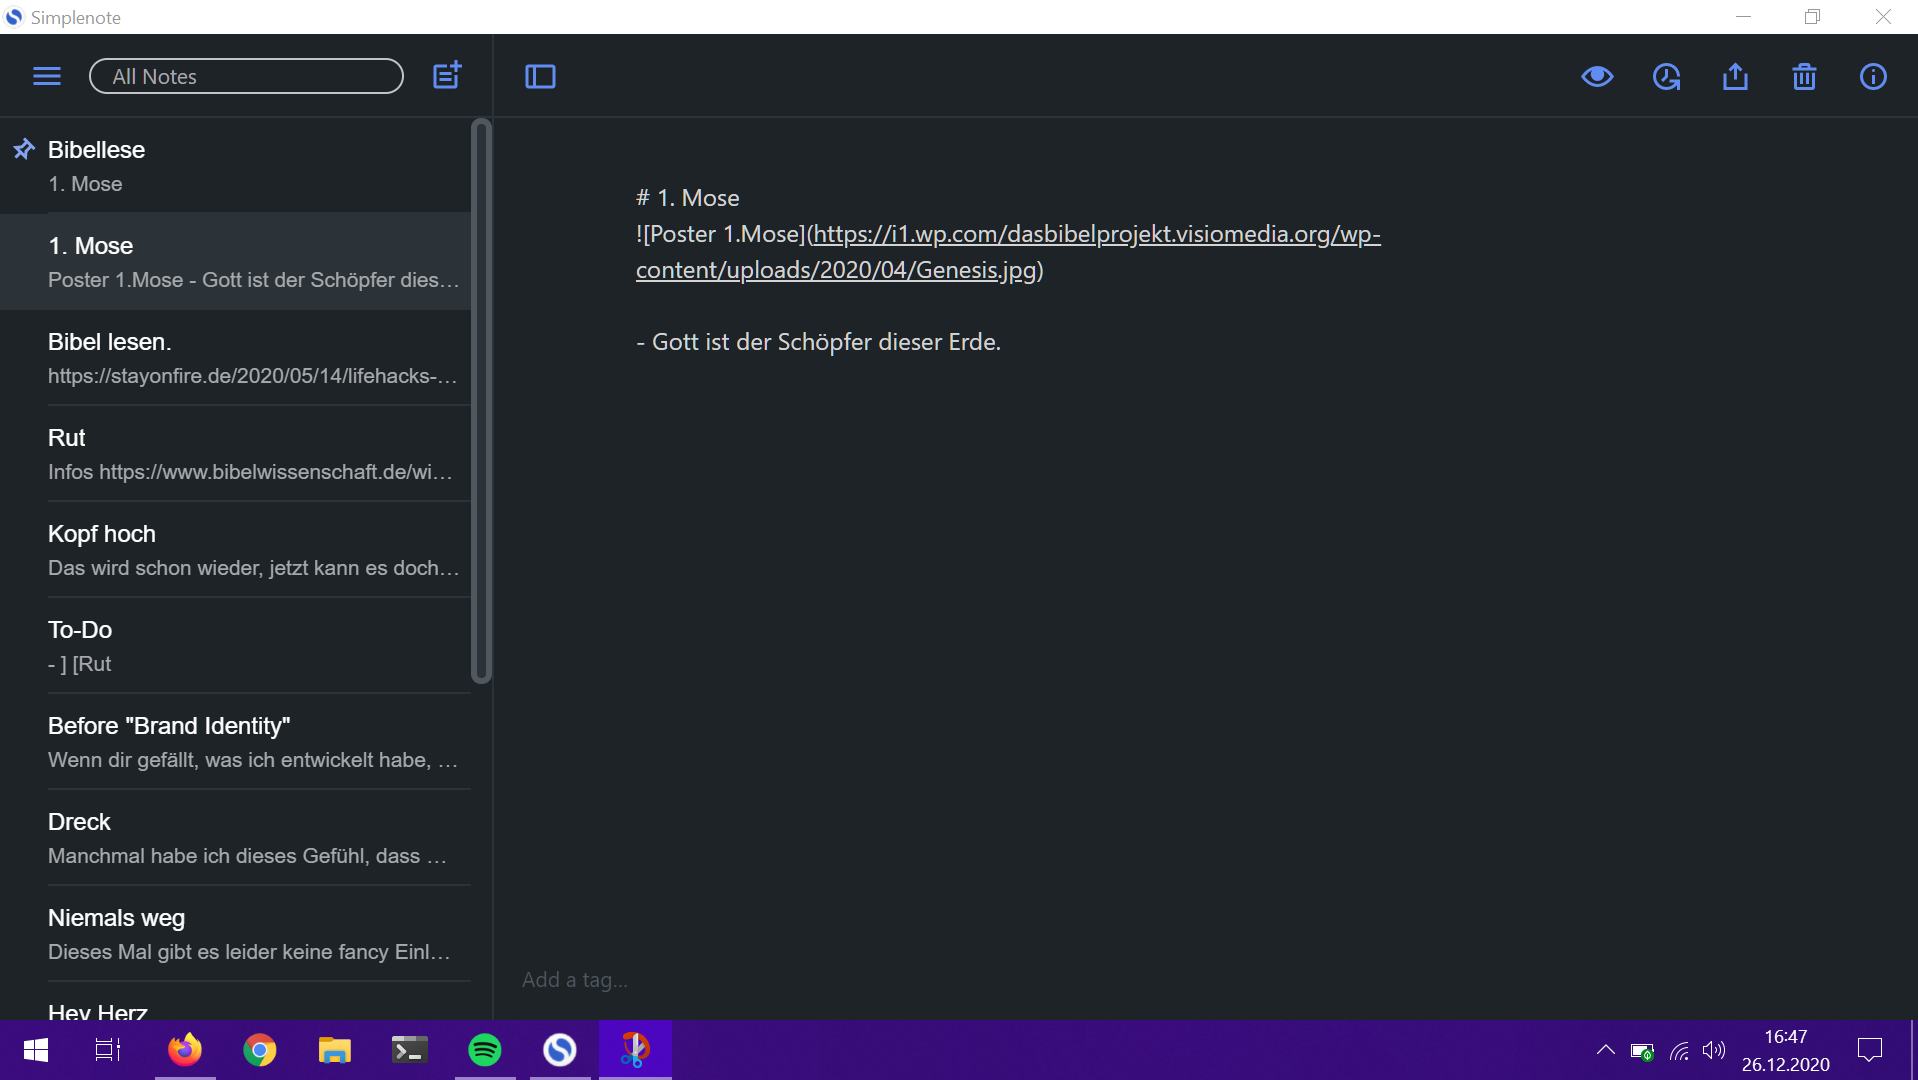 Simplenote
All Notes
Bibellese
1. Mose
1. Mose
Poster 1.Mose - Gott ist der Schöpfer dies…
Bibel lesen.
https://stayonfire.de/2020/05/14/lifehacks-…
Rut
Infos https://www.bibelwissenschaft.de/wi…
Kopf hoch
Das wird schon wieder, jetzt kann es doch…
To-Do
- ] [Rut
Before "Brand Identity"
Wenn dir gefällt, was ich entwickelt habe, …
Dreck
Manchmal habe ich dieses Gefühl, dass …
Niemals weg
Dieses Mal gibt es leider keine fancy Einl…
Hey Herz
# 1. Mose
![Poster 1.Mose](https://i1.wp.com/dasbibelprojekt.visiomedia.org/wp-
content/uploads/2020/04/Genesis.jpg)
- Gott ist der Schöpfer dieser Erde.
Add a tag...
16:47
26.12.2020